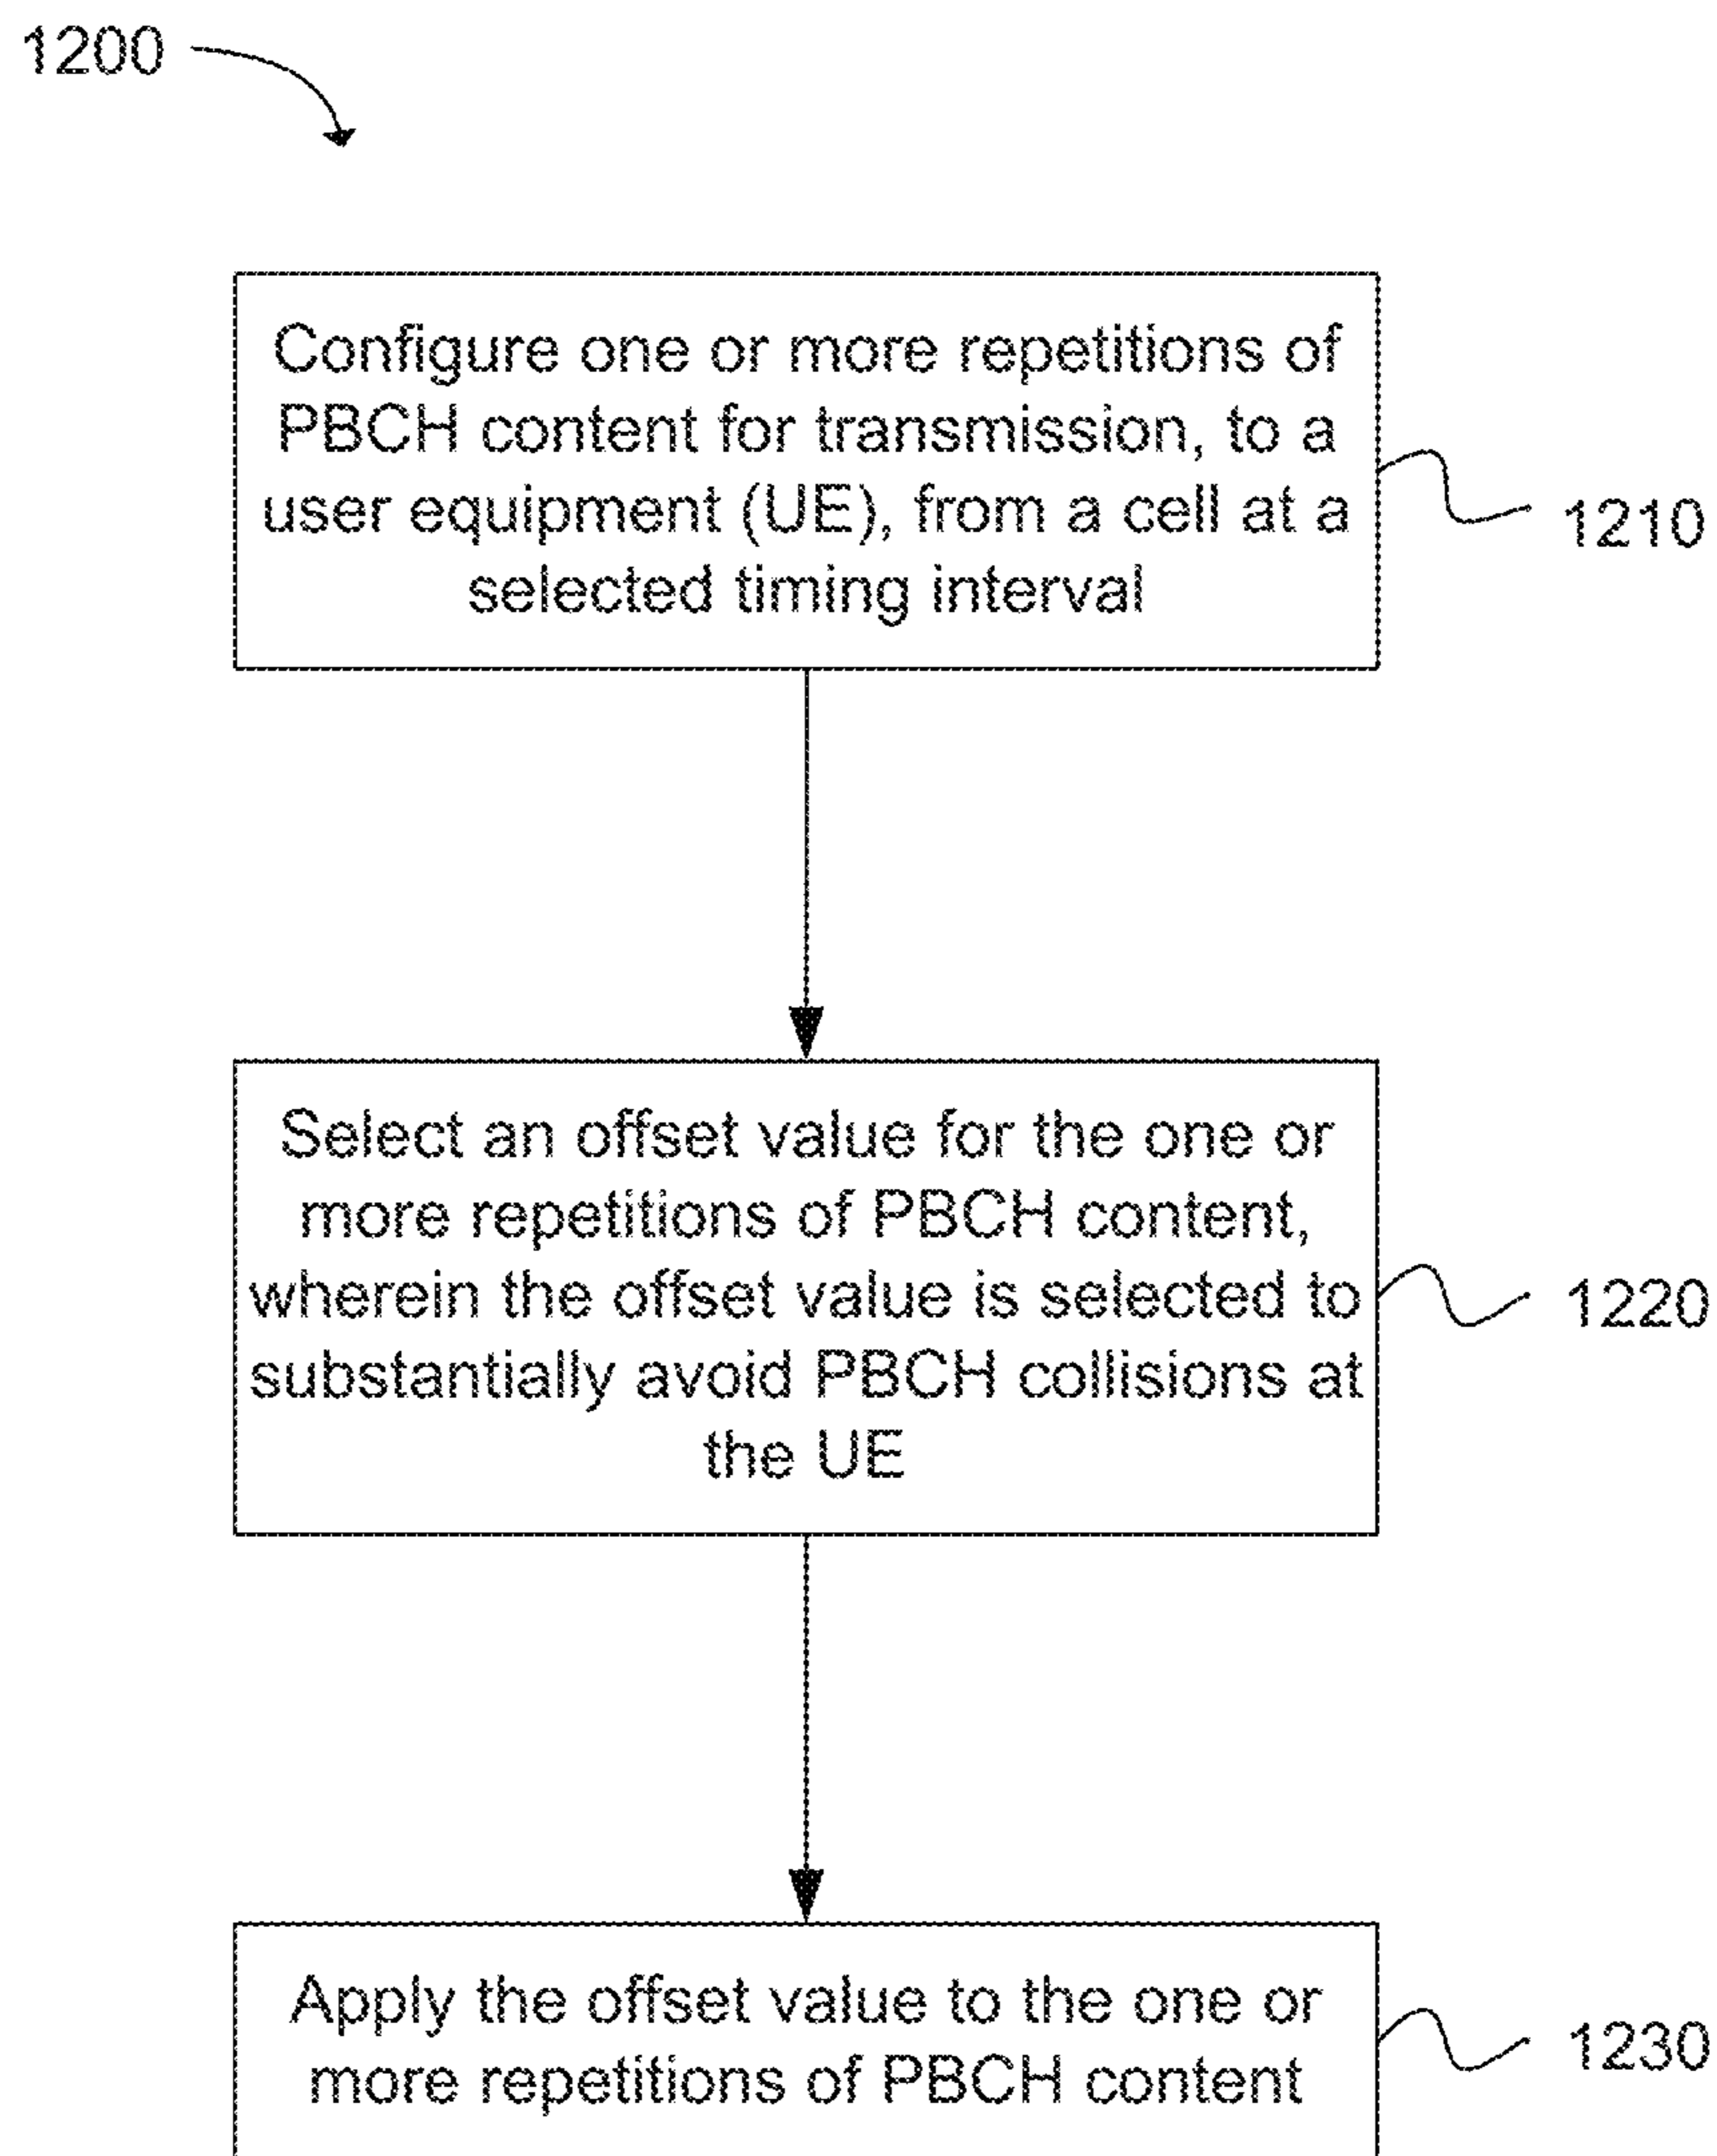 1200
Configure one or more repetitions of
PBCH content for transmission, to a
user equipment (UE), from a cell at a
selected timing interval
1210
Select an offset value for the one or
more repetitions of PBCH content,
wherein the offset value is selected to
substantially avoid PBCH collisions at
the UE
1220
Apply the offset value to the one or
more repetitions of PBCH content
1230